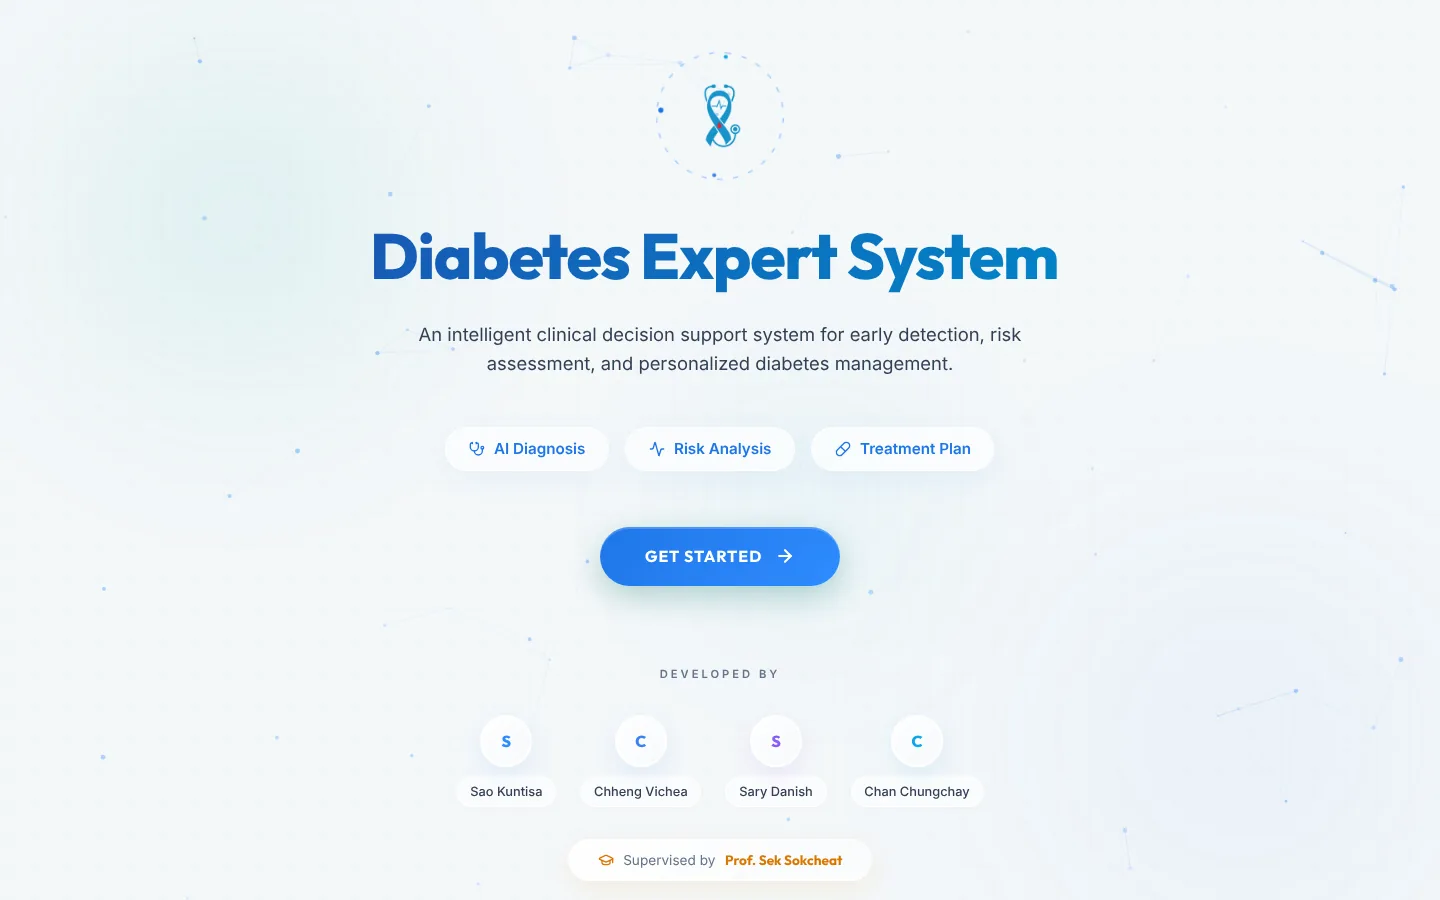 Diabetes Expert System
An intelligent clinical decision support system for early detection, risk
assessment, and personalized diabetes management.
AI Diagnosis
Risk Analysis
Treatment Plan
GET STARTED
DEVELOPED BY
S
C
S
C
Sao Kuntisa
Chheng Vichea
Sary Danish
Chan Chungchay
Supervised by Prof. Sek Sokcheat